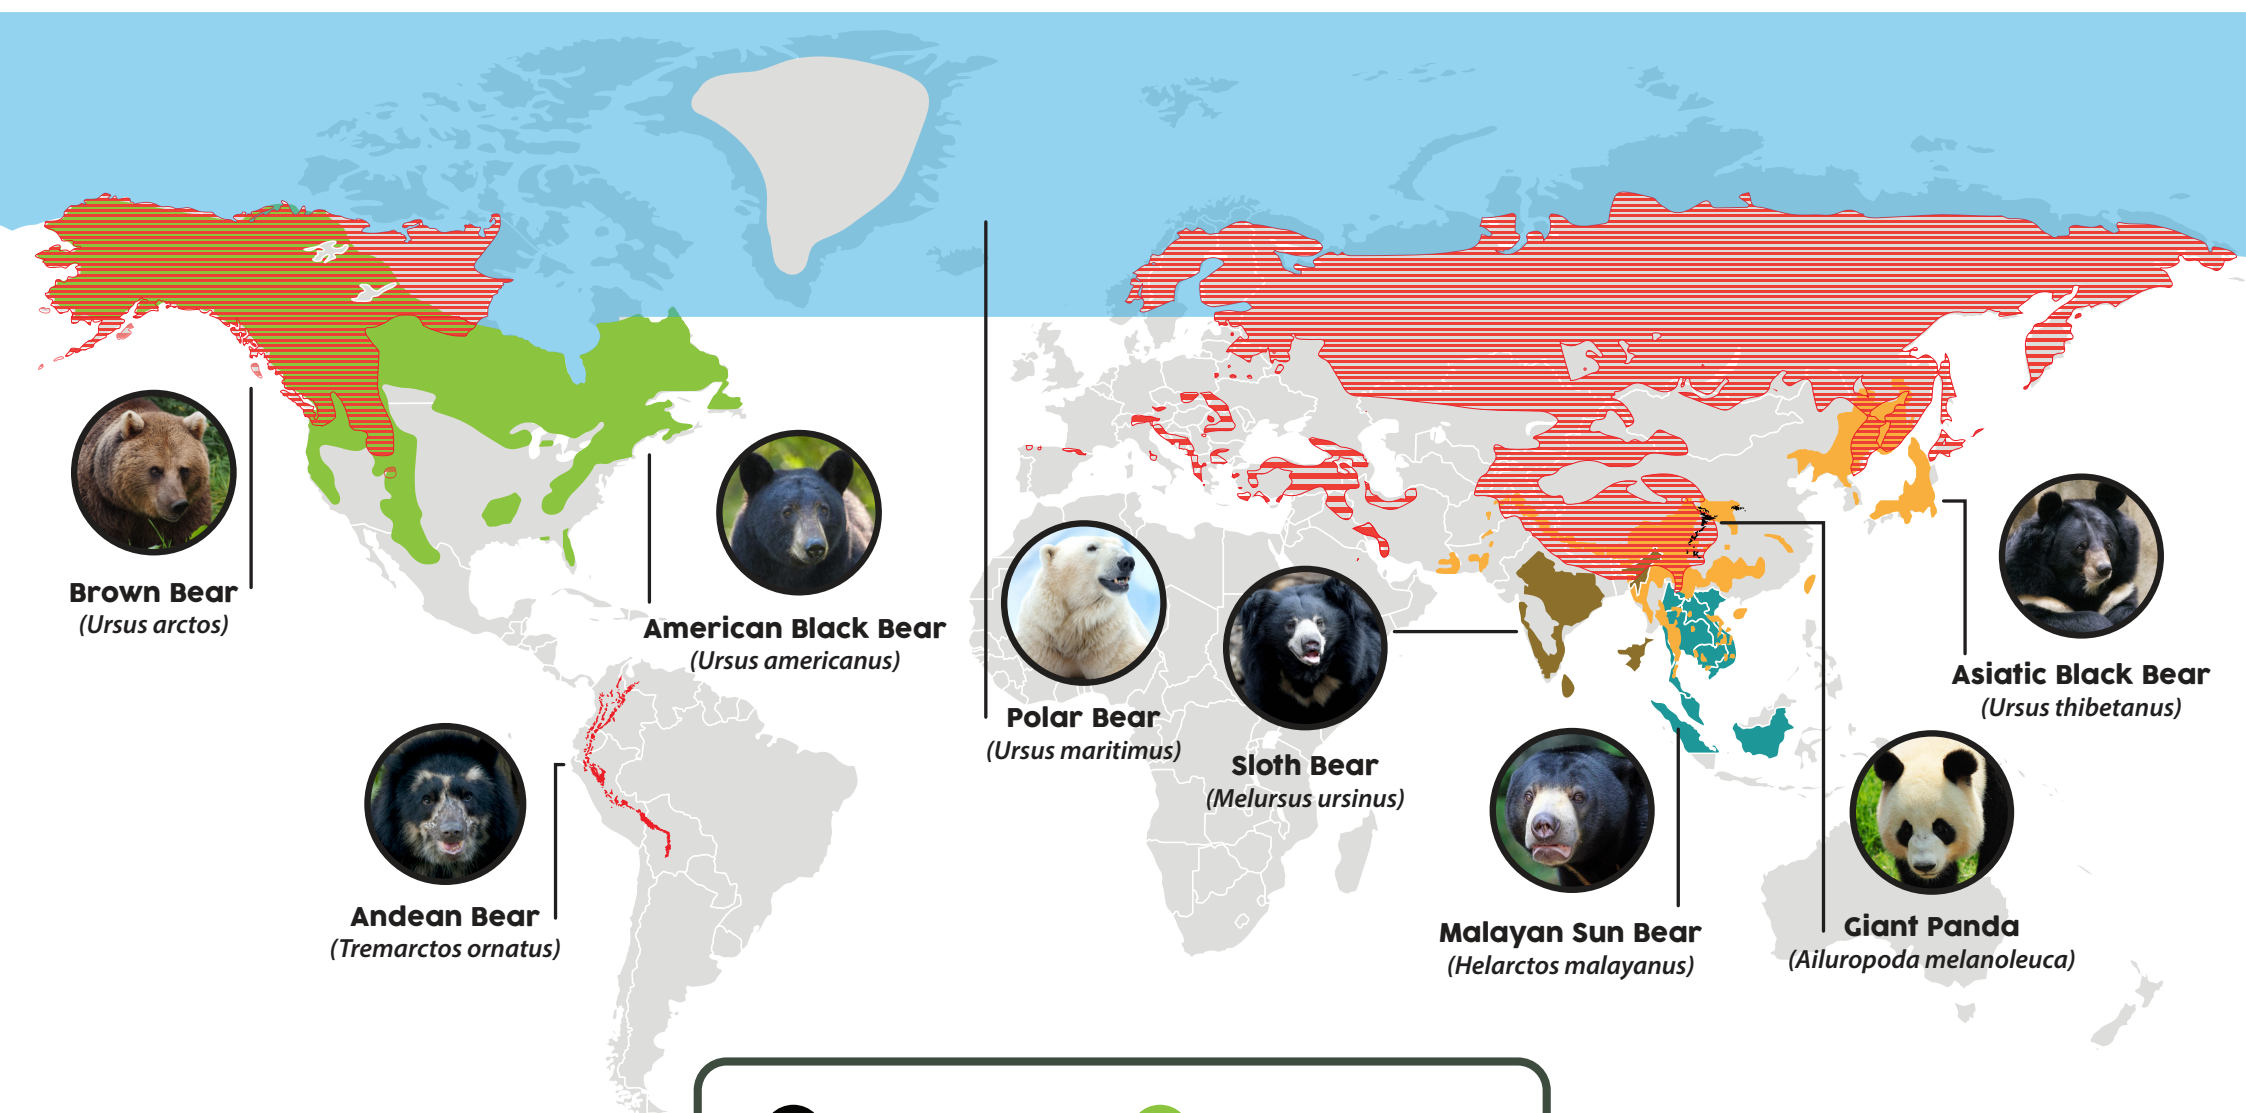 Brown Bear
(Ursus arctos)
American Black Bear
(Ursus americanus)
Polar Bear
(Ursus maritimus)
Sloth Bear
(Melursus ursinus)
Asiatic Black Bear
(Ursus thibetanus)
Andean Bear
(Tremarctos ornatus)
Malayan Sun Bear
(Helarctos malayanus)
Giant Panda
(Ailuropoda melanoleuca)